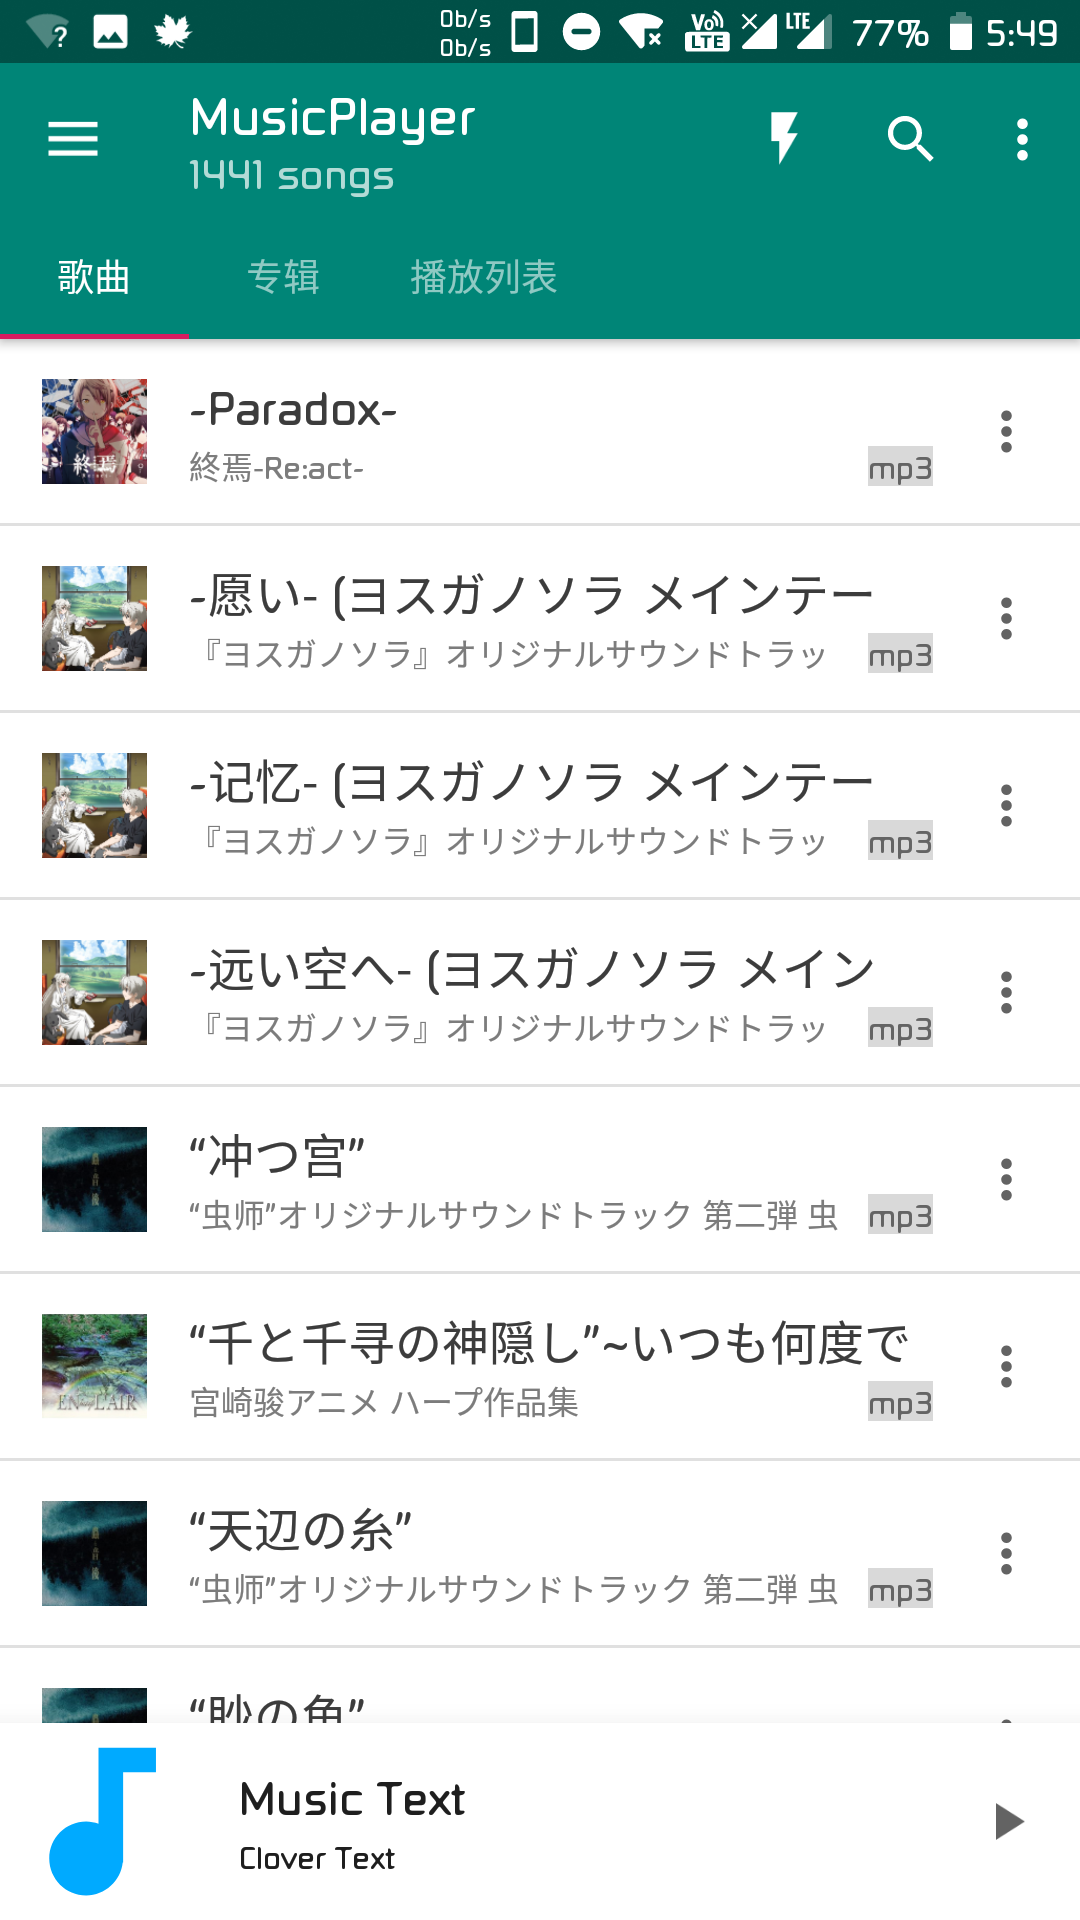 0b/s
0b/s
Vo)) LTE
LTE
77%
5:49
MusicPlayer
1441 songs
歌曲
专辑
播放列表
-Paradox-
終焉-Re:act-
mp3
-愿い- (ヨスガノソラ メインテー
『ヨスガノソラ』オリジナルサウンドトラッ
mp3
-记忆- (ヨスガノソラ メインテー
『ヨスガノソラ』オリジナルサウンドトラッ
mp3
-远い空へ- (ヨスガノソラ メイン
『ヨスガノソラ』オリジナルサウンドトラッ
mp3
“冲つ宫”
“虫师”オリジナルサウンドトラック 第二弾 虫
mp3
“千と千寻の神隠し”~いつも何度で
宫崎骏アニメ ハープ作品集
mp3
“天辺の糸”
“虫师”オリジナルサウンドトラック 第二弾 虫
mp3
“眇の魚”
Music Text
Clover Text